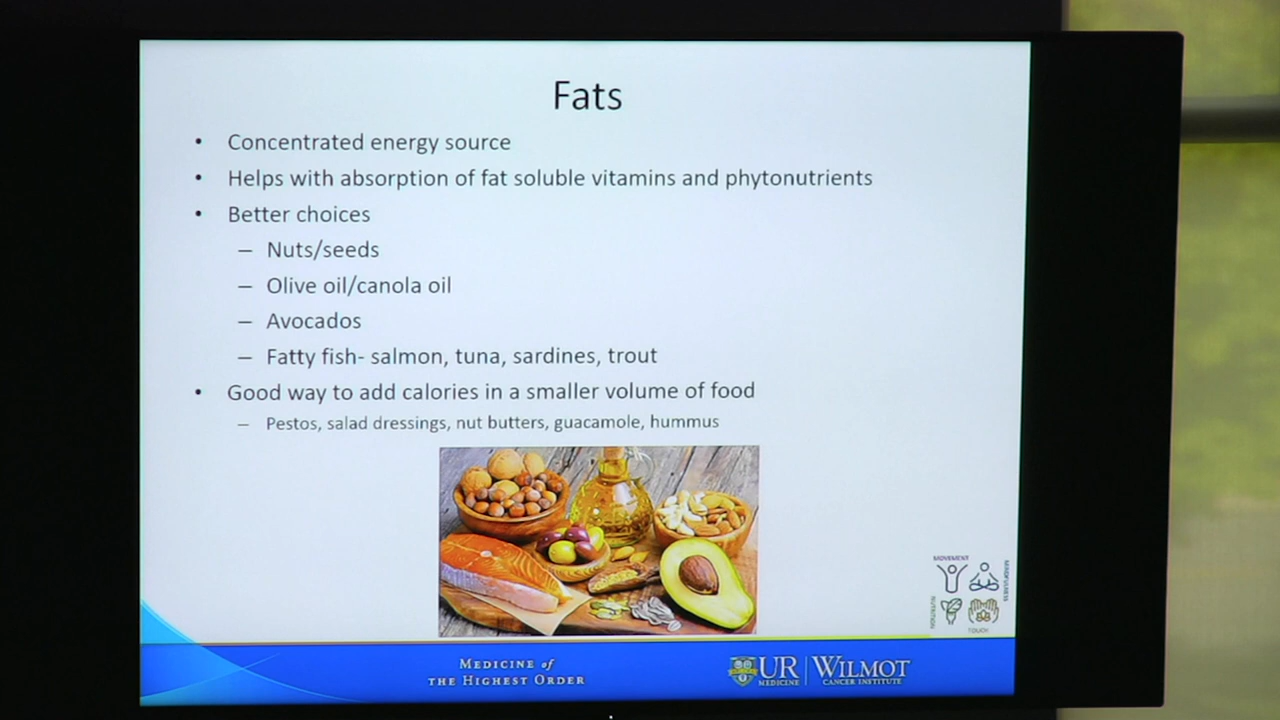 Fats
• Concentrated energy source
• Helps with absorption of fat soluble vitamins and phytonutrients
• Better choices
– Nuts/seeds
– Olive oil/canola oil
– Avocados
– Fatty fish- salmon, tuna, sardines, trout
• Good way to add calories in a smaller volume of food
– Pestos, salad dressings, nut butters, guacamole, hummus
MOVEMENT
MINDFULNESS
NUTRITION
TOUCH
MEDICINE of
THE HIGHEST ORDER
UR
MEDICINE
WILMOT
CANCER INSTITUTE